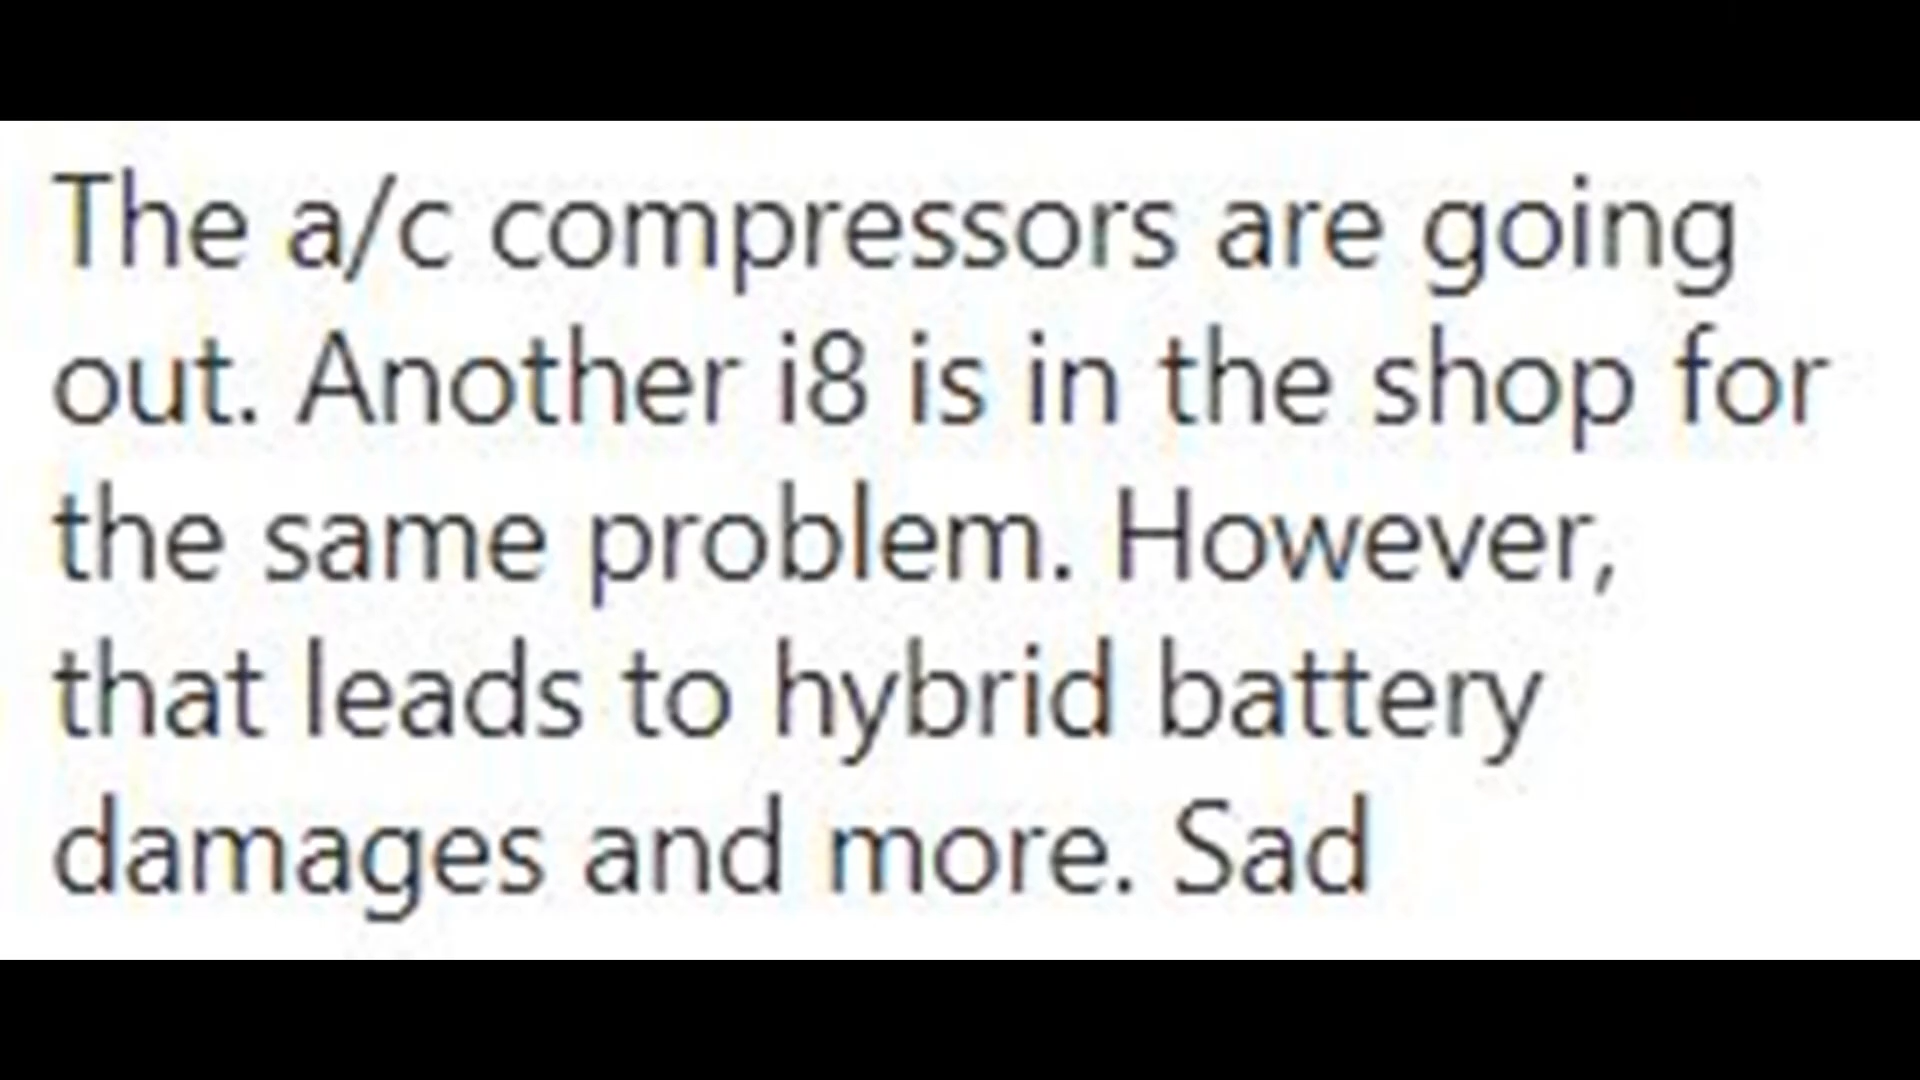 The a/c compressors are going
out. Another i8 is in the shop for
the same problem. However,
that leads to hybrid battery
damages and more. Sad